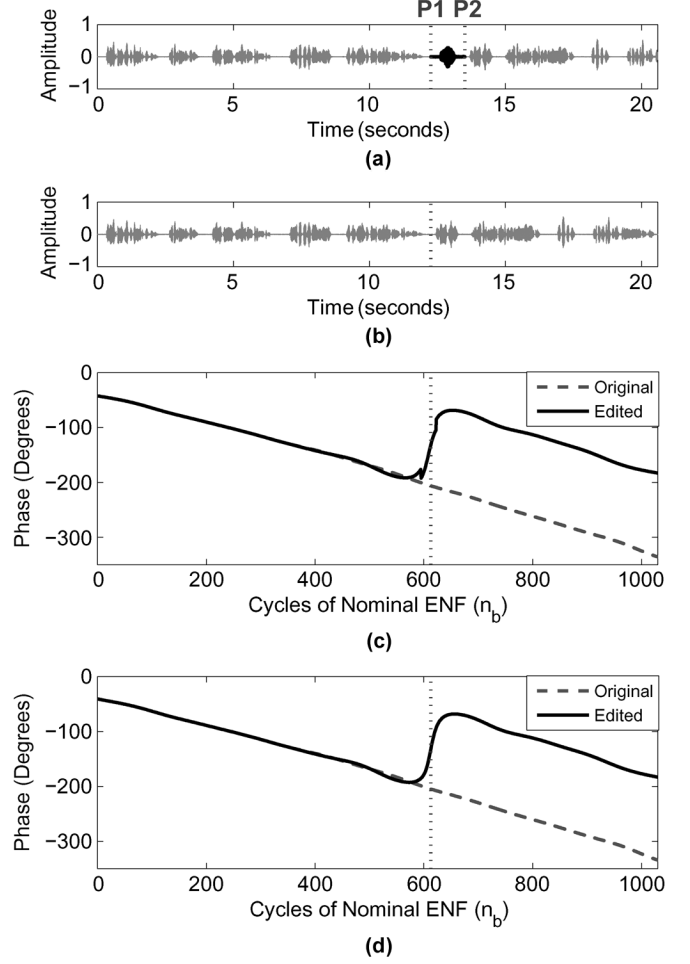 P1 P2
Amplitude
1
0
−1
0 5 10 15 20
Time (seconds)
(a)
Amplitude
1
0
−1
0 5 10 15 20
Time (seconds)
(b)
Phase (Degrees)
0
−100
−200
−300
Original
Edited
0 200 400 600 800 1000
Cycles of Nominal ENF (n_b)
(c)
Phase (Degrees)
0
−100
−200
−300
Original
Edited
0 200 400 600 800 1000
Cycles of Nominal ENF (n_b)
(d)